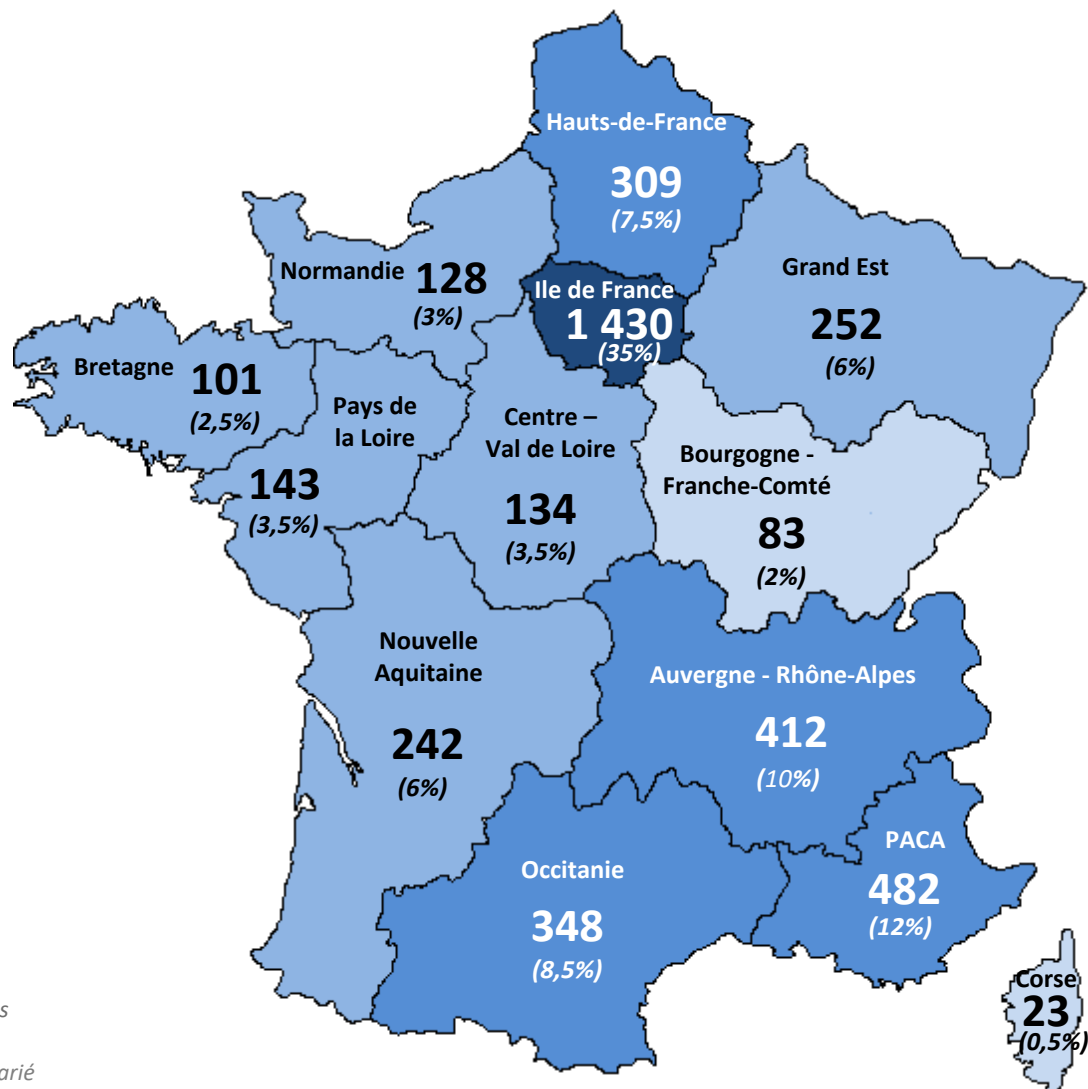 Hauts-de-France
309
(7,5%)
Normandie 128
(3%)
Ile de France
1 430
(35%)
Grand Est
252
(6%)
Bretagne 101
(2,5%)
Pays de
la Loire
143
(3,5%)
Centre –
Val de Loire
134
(3,5%)
Bourgogne -
Franche-Comté
83
(2%)
Nouvelle
Aquitaine
242
(6%)
Auvergne - Rhône-Alpes
412
(10%)
PACA
482
(12%)
Occitanie
348
(8,5%)
Corse
23
(0,5%)
s
arié